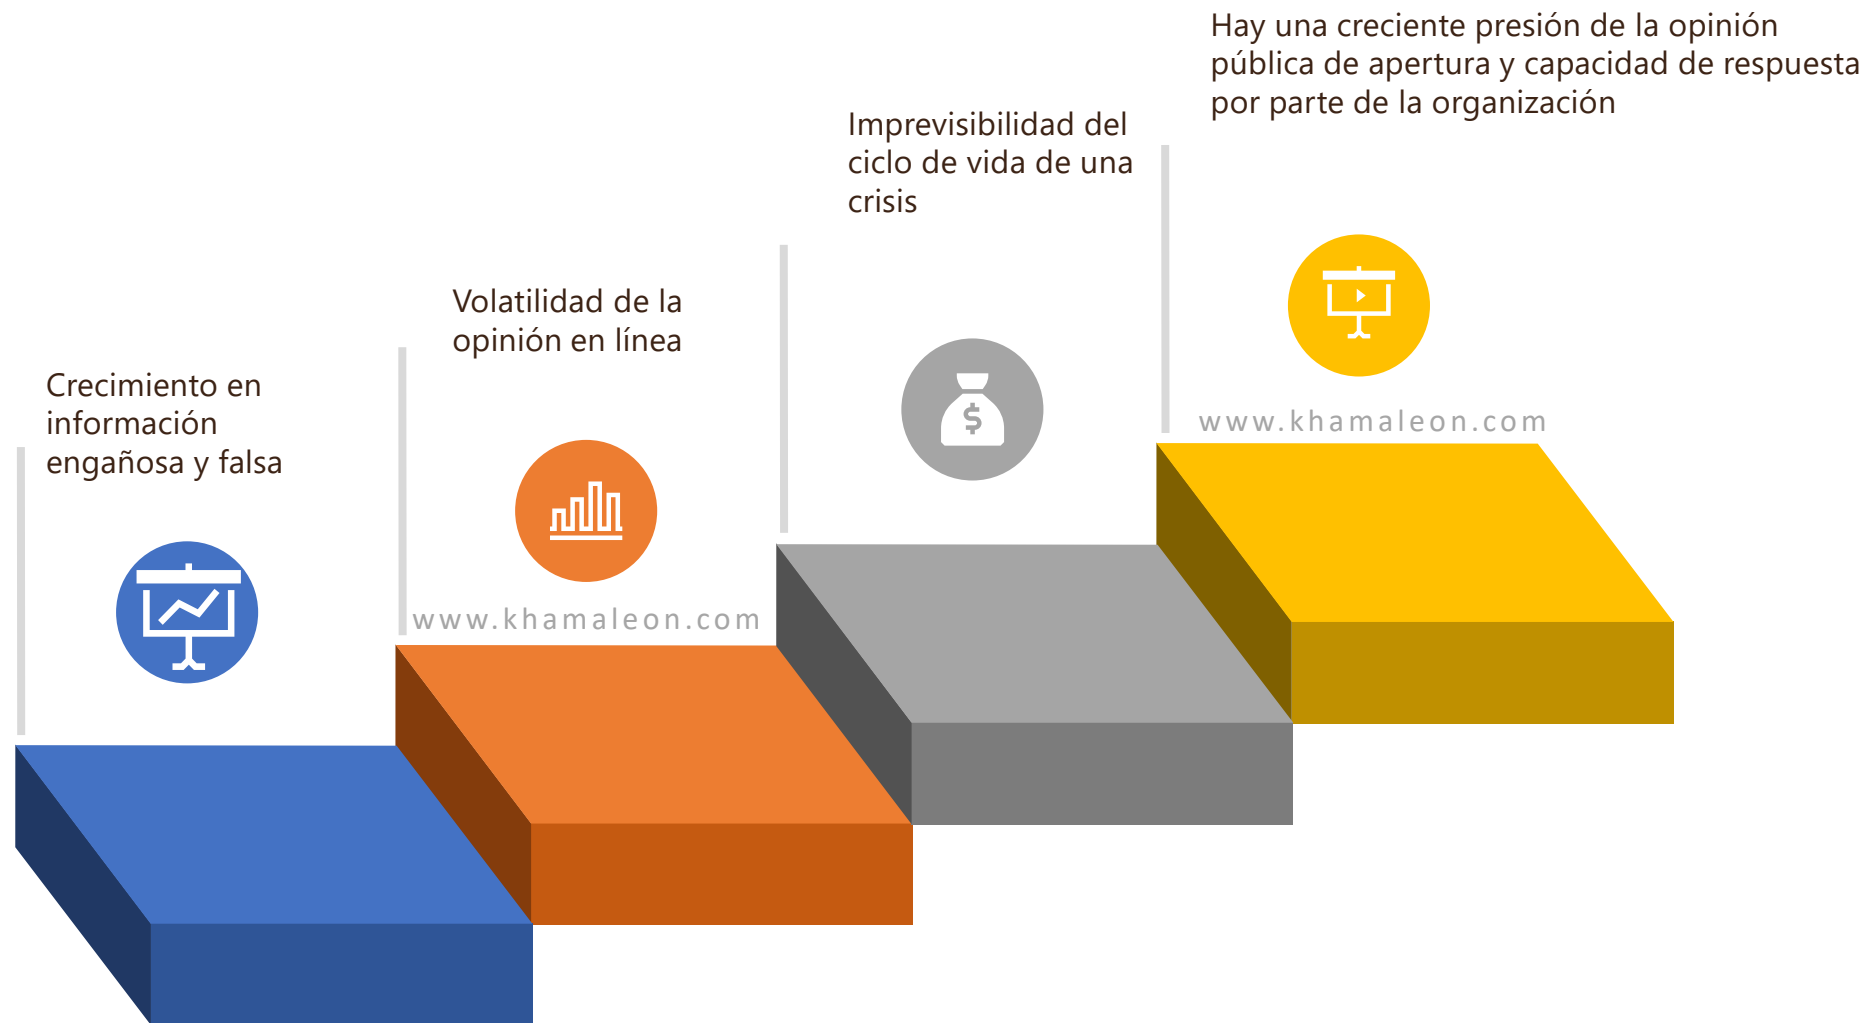 Crecimiento en
información
engañosa y falsa
Volatilidad de la
opinión en línea
www.khamaleon.com
Imprevisibilidad del
ciclo de vida de una
crisis
$
Hay una creciente presión de la opinión
pública de apertura y capacidad de respuesta
por parte de la organización
www.khamaleon.com